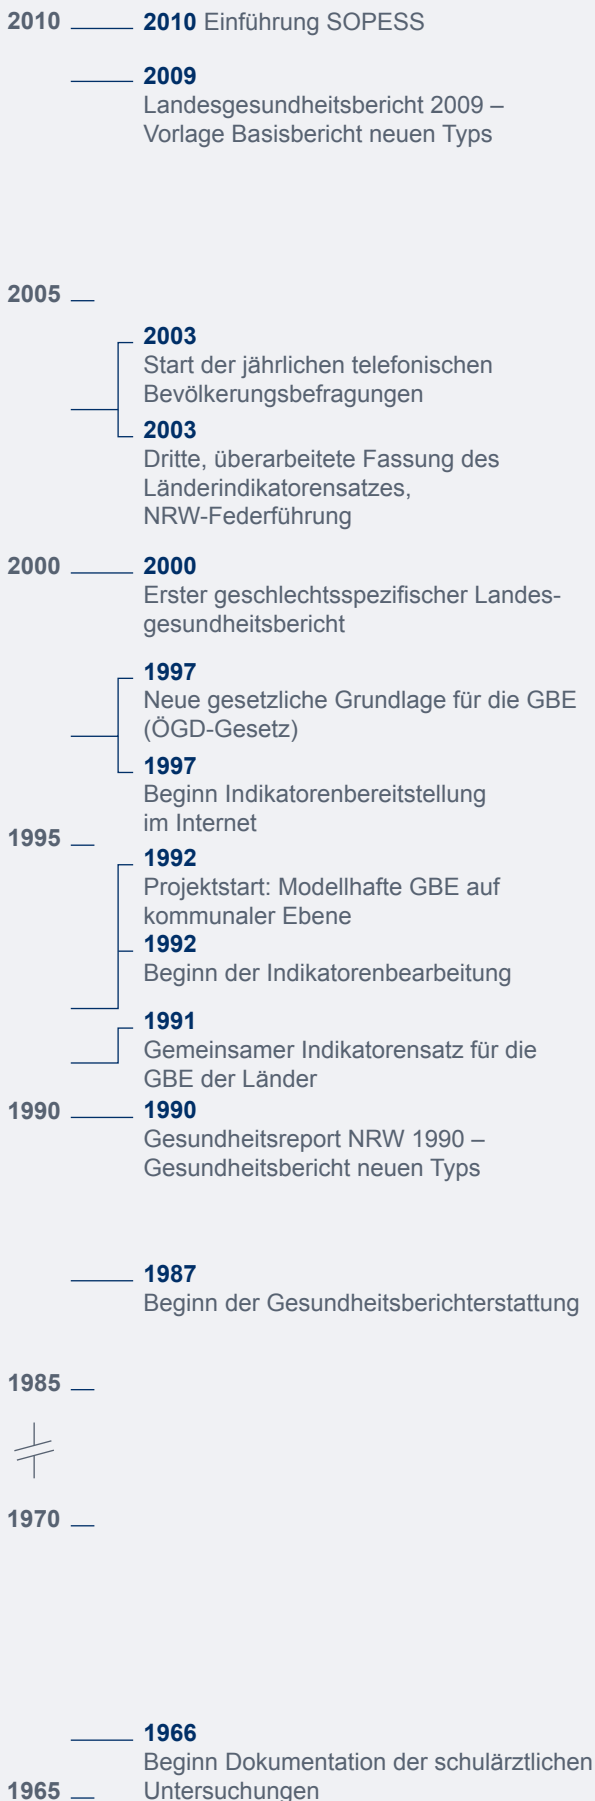 2010 2010 Einführung SOPESS
2009
Landesgesundheitsbericht 2009 –
Vorlage Basisbericht neuen Typs
2005
2003
Start der jährlichen telefonischen
Bevölkerungsbefragungen
2003
Dritte, überarbeitete Fassung des
Länderindikatorensatzes,
NRW-Federführung
2000 2000
Erster geschlechtsspezifischer Landes-
gesundheitsbericht
1997
Neue gesetzliche Grundlage für die GBE
(ÖGD-Gesetz)
1997
Beginn Indikatorenbereitstellung
im Internet
1995
1992
Projektstart: Modellhafte GBE auf
kommunaler Ebene
1992
Beginn der Indikatorenbearbeitung
1991
Gemeinsamer Indikatorensatz für die
GBE der Länder
1990 1990
Gesundheitsreport NRW 1990 –
Gesundheitsbericht neuen Typs
1987
Beginn der Gesundheitsberichterstattung
1985
1970
1966
Beginn Dokumentation der schulärztlichen
1965 Untersuchungen